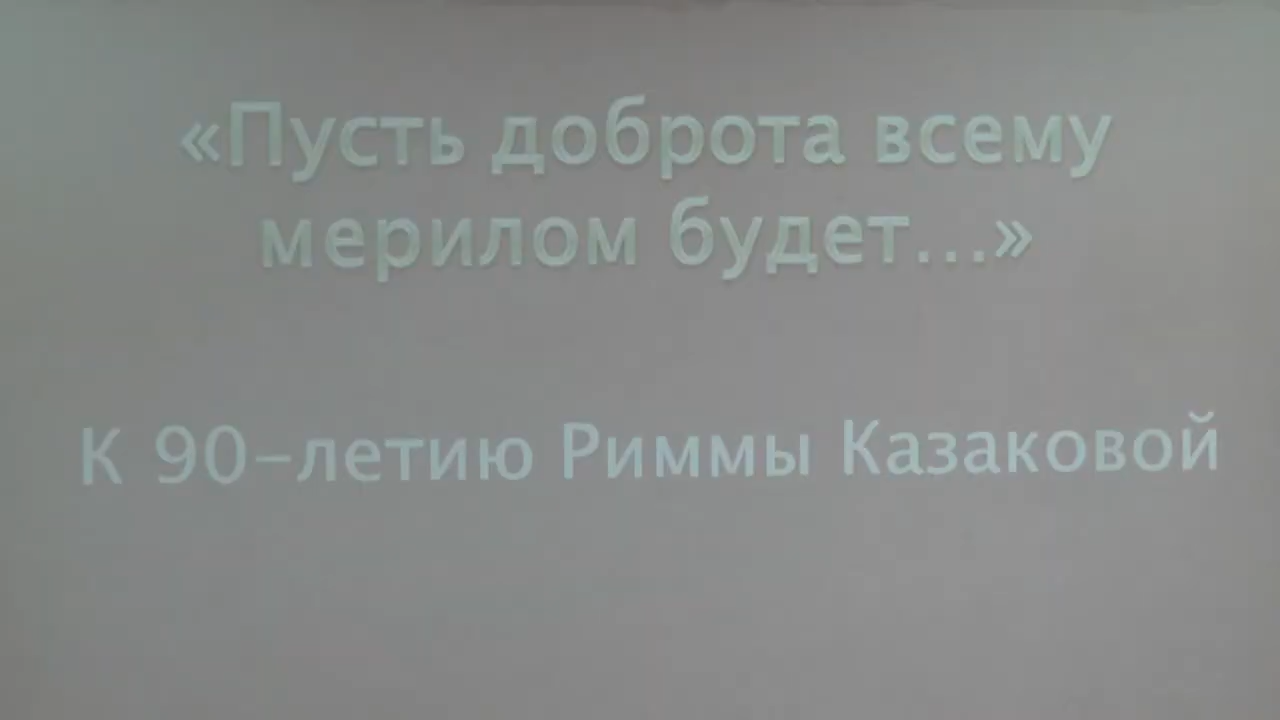 «Пусть доброта всему
мерилом будет...»
К 90-летию Риммы Казаковой